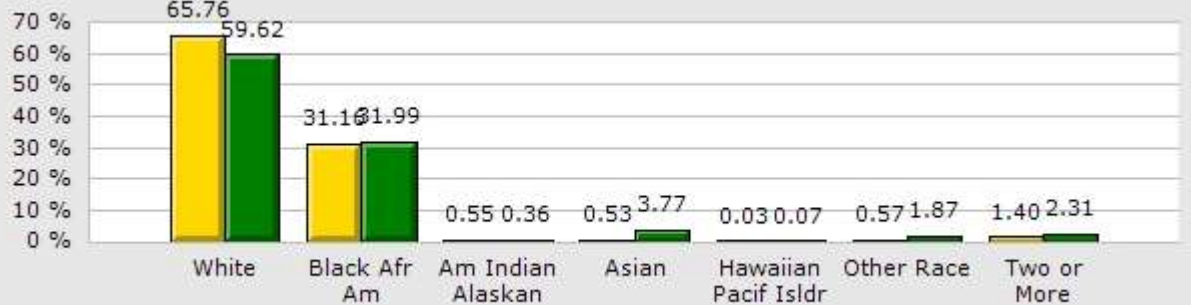 70 %
60 %
50 %
40 %
30 %
20 %
10 %
0 %
65.76
59.62
31.16
31.99
0.55 0.36
0.53 3.77
0.03 0.07
0.57 1.87
1.40 2.31
White
Black Afr
Am
Am Indian
Alaskan
Asian
Hawaiian
Pacif Isldr
Other Race
Two or
More